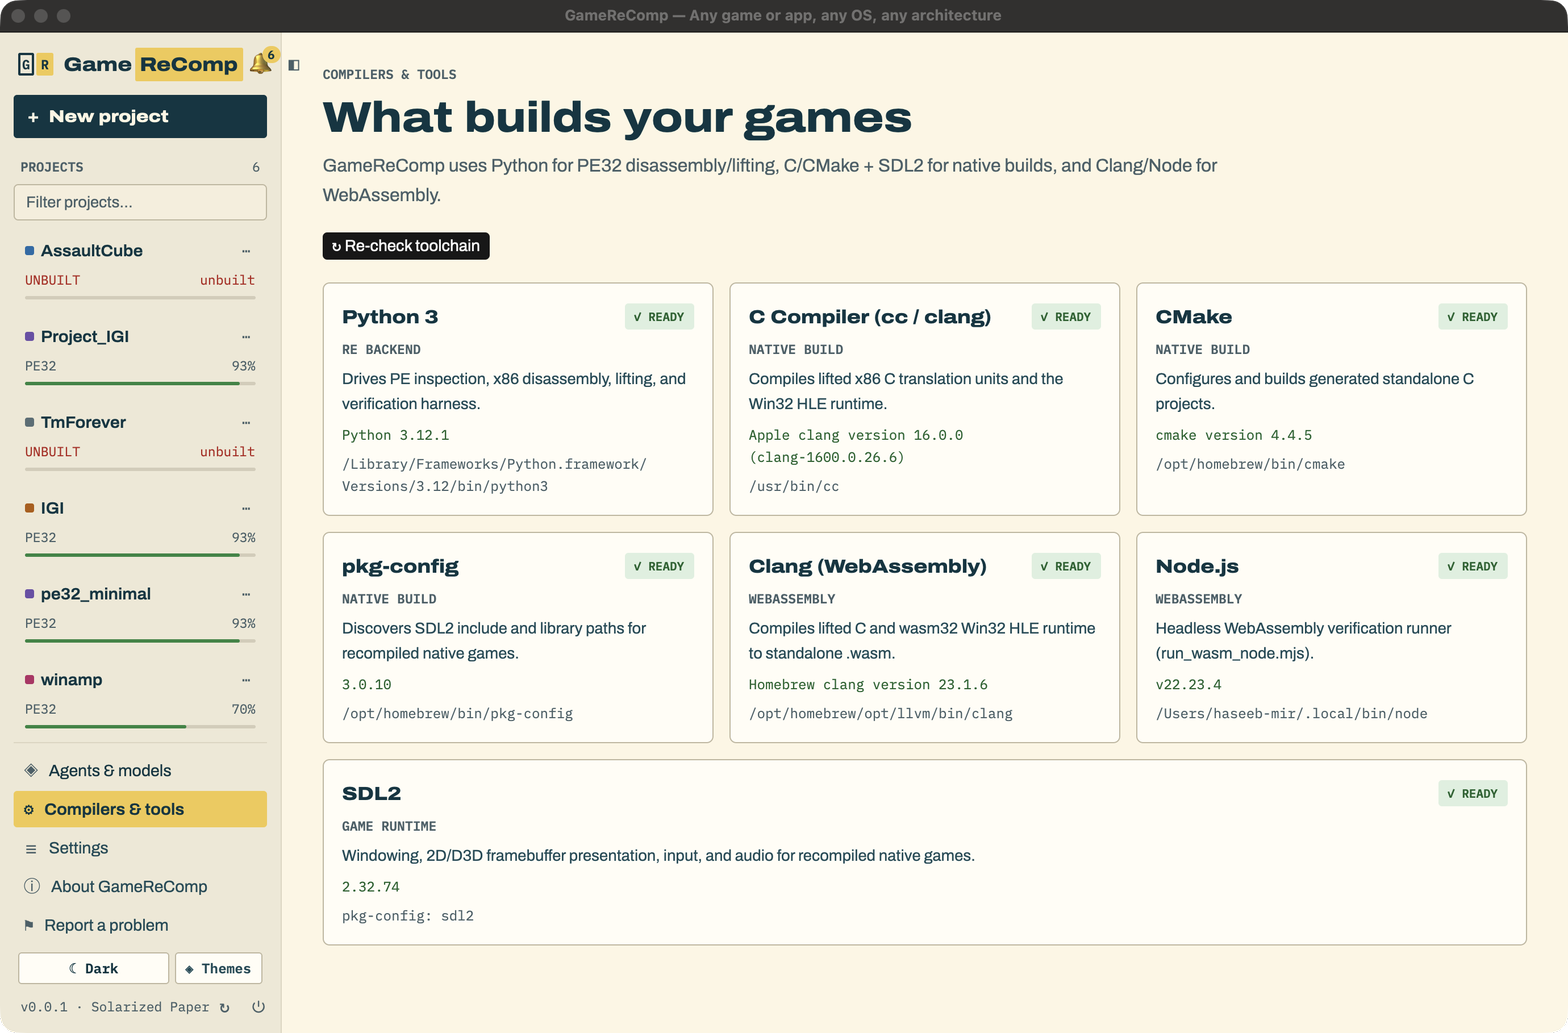 GameReComp — Any game or app, any OS, any architecture
G R Game ReComp 6
+ New project
PROJECTS 6
Filter projects...
AssaultCube ...
UNBUILT unbuilt
Project_IGI ...
PE32 93%
TmForever ...
UNBUILT unbuilt
IGI ...
PE32 93%
pe32_minimal ...
PE32 93%
winamp ...
PE32 70%
Agents & models
Compilers & tools
Settings
About GameReComp
Report a problem
Dark Themes
v0.0.1 · Solarized Paper
COMPILERS & TOOLS
What builds your games
GameReComp uses Python for PE32 disassembly/lifting, C/CMake + SDL2 for native builds, and Clang/Node for
WebAssembly.
↻ Re-check toolchain
Python 3 ✓ READY
RE BACKEND
Drives PE inspection, x86 disassembly, lifting, and
verification harness.
Python 3.12.1
/Library/Frameworks/Python.framework/
Versions/3.12/bin/python3
C Compiler (cc / clang) ✓ READY
NATIVE BUILD
Compiles lifted x86 C translation units and the
Win32 HLE runtime.
Apple clang version 16.0.0
(clang-1600.0.26.6)
/usr/bin/cc
CMake ✓ READY
NATIVE BUILD
Configures and builds generated standalone C
projects.
cmake version 4.4.5
/opt/homebrew/bin/cmake
pkg-config ✓ READY
NATIVE BUILD
Discovers SDL2 include and library paths for
recompiled native games.
3.0.10
/opt/homebrew/bin/pkg-config
Clang (WebAssembly) ✓ READY
WEBASSEMBLY
Compiles lifted C and wasm32 Win32 HLE runtime
to standalone .wasm.
Homebrew clang version 23.1.6
/opt/homebrew/opt/llvm/bin/clang
Node.js ✓ READY
WEBASSEMBLY
Headless WebAssembly verification runner
(run_wasm_node.mjs).
v22.23.4
/Users/haseeb-mir/.local/bin/node
SDL2 ✓ READY
GAME RUNTIME
Windowing, 2D/D3D framebuffer presentation, input, and audio for recompiled native games.
2.32.74
pkg-config: sdl2